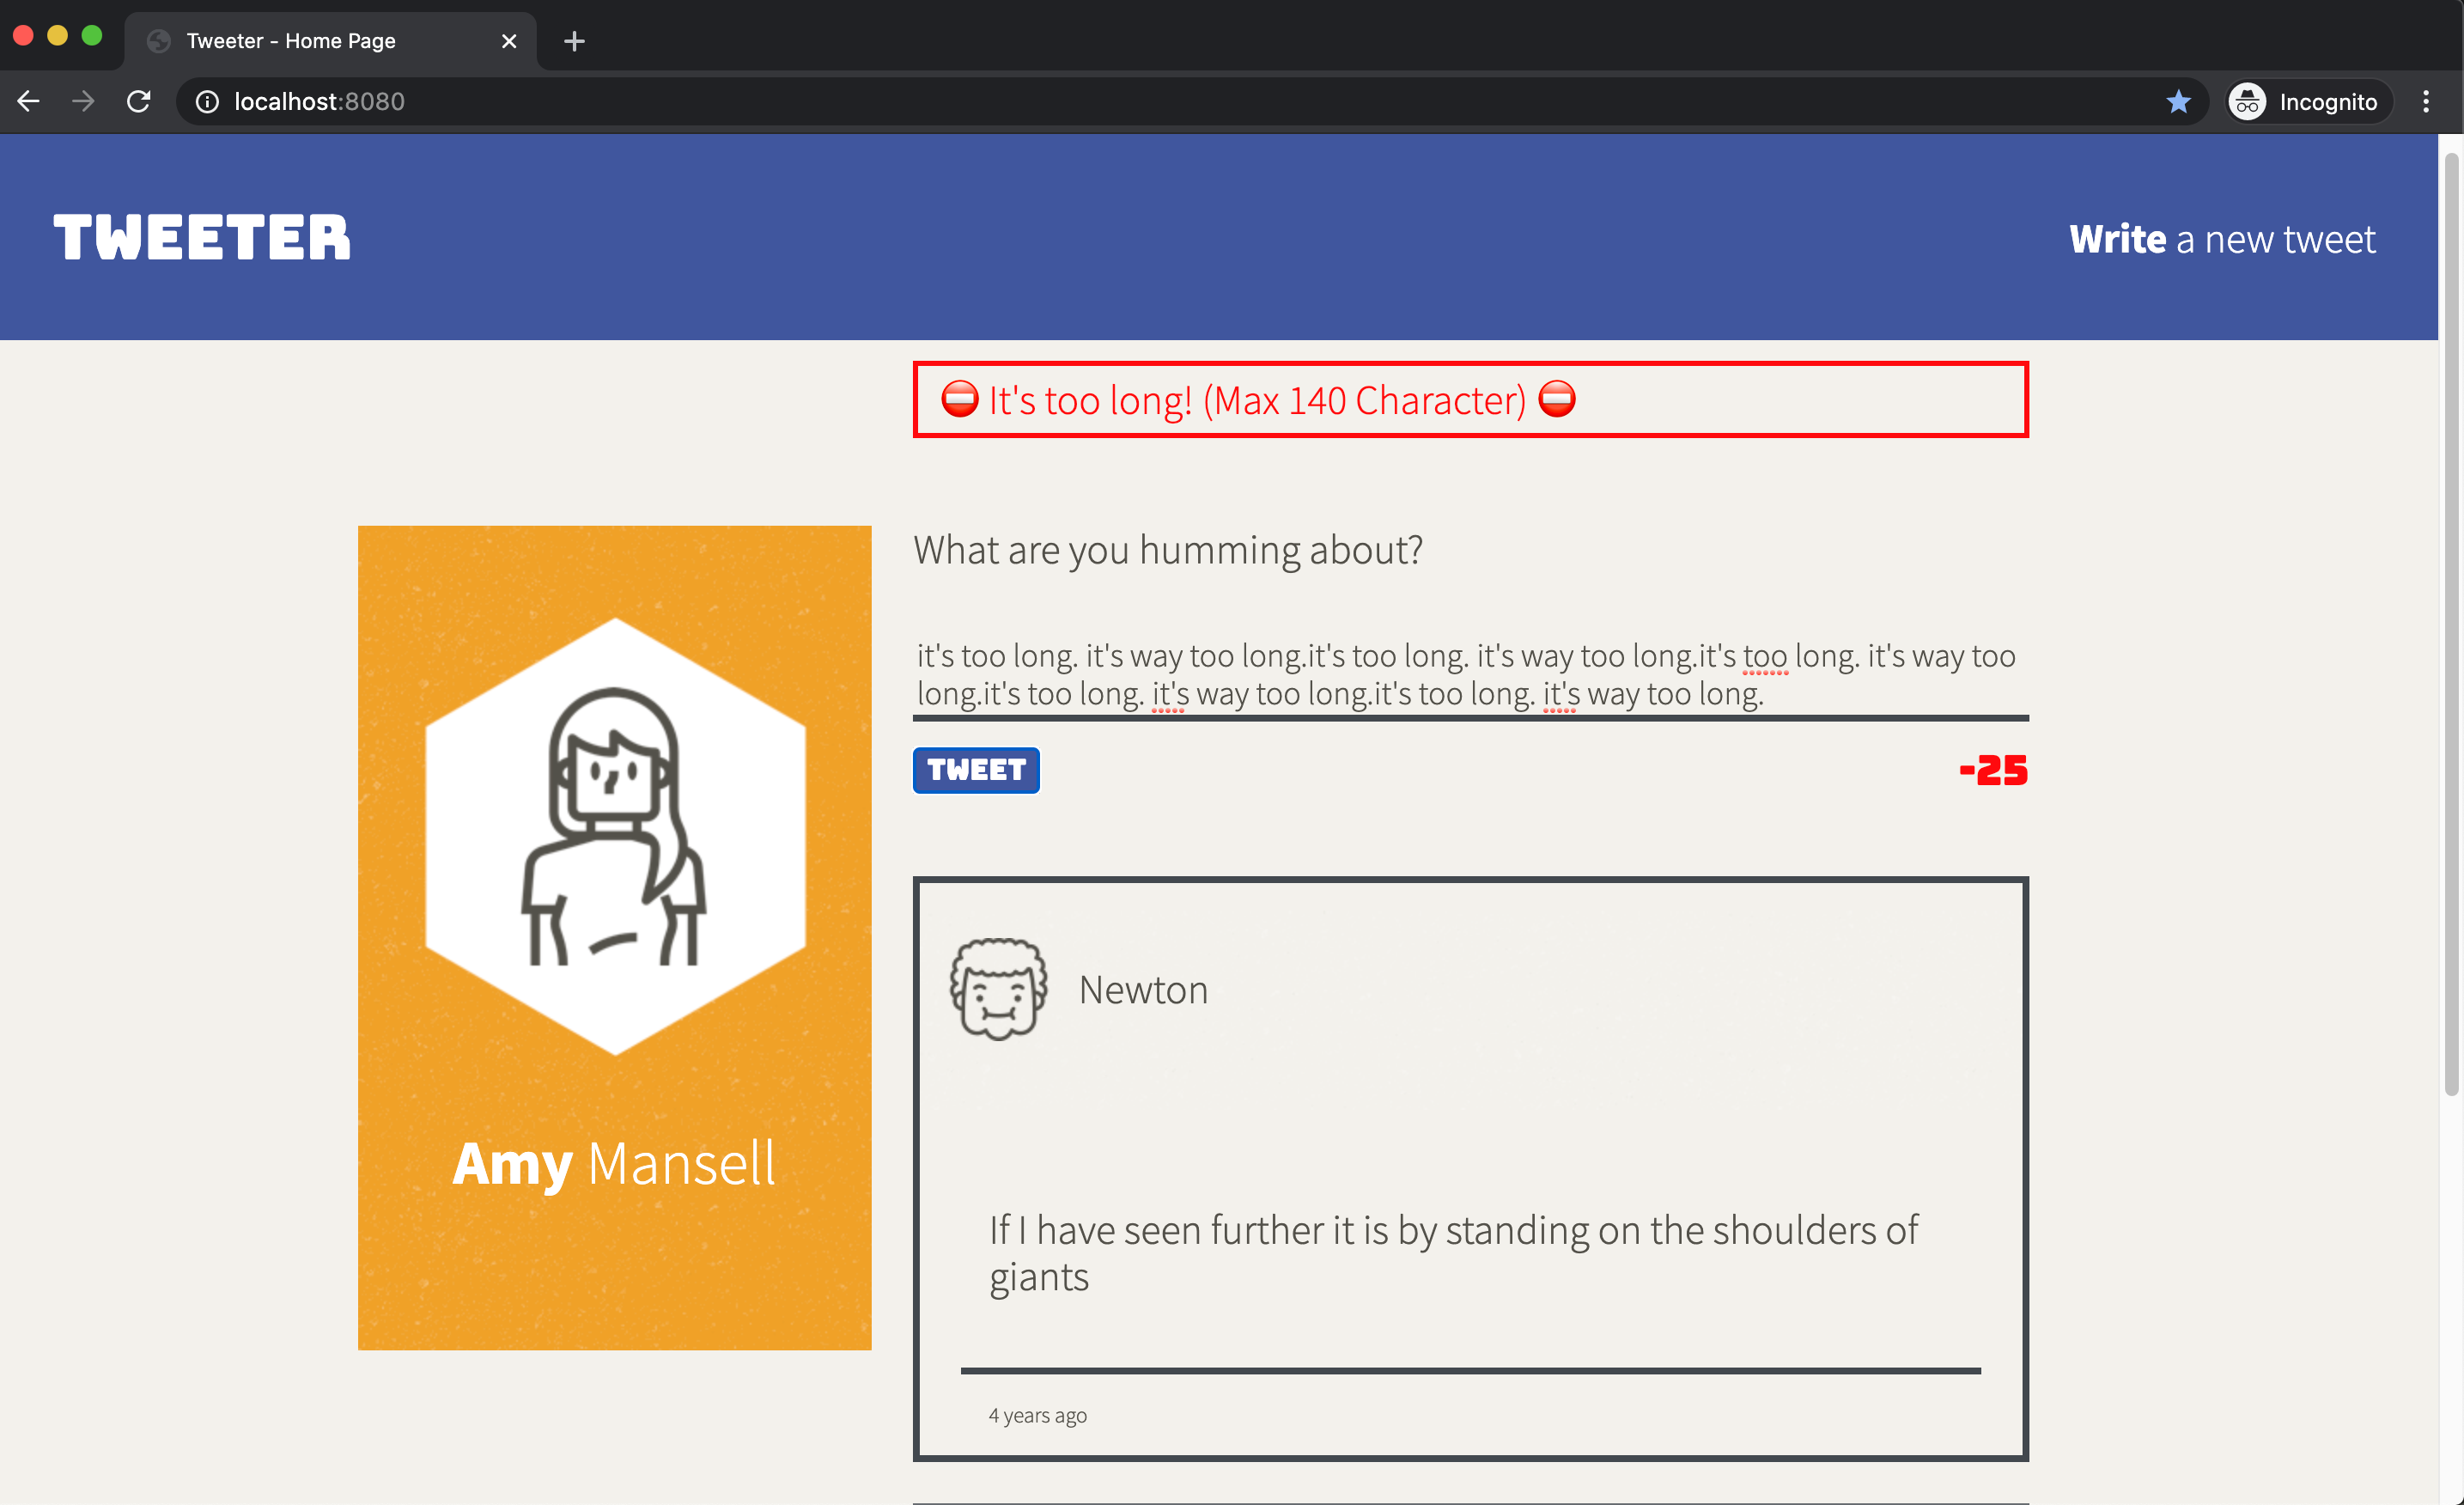 Tweeter - Home Page
localhost:8080
Incognito
TWEETER
Write a new tweet
⛔ It's too long! (Max 140 Character) ⛔
What are you humming about?
it's too long. it's way too long.it's too long. it's way too long.it's too long. it's way too
long.it's too long. it's way too long.it's too long. it's way too long.
TWEET
-25
Amy Mansell
Newton
If I have seen further it is by standing on the shoulders of
giants
4 years ago